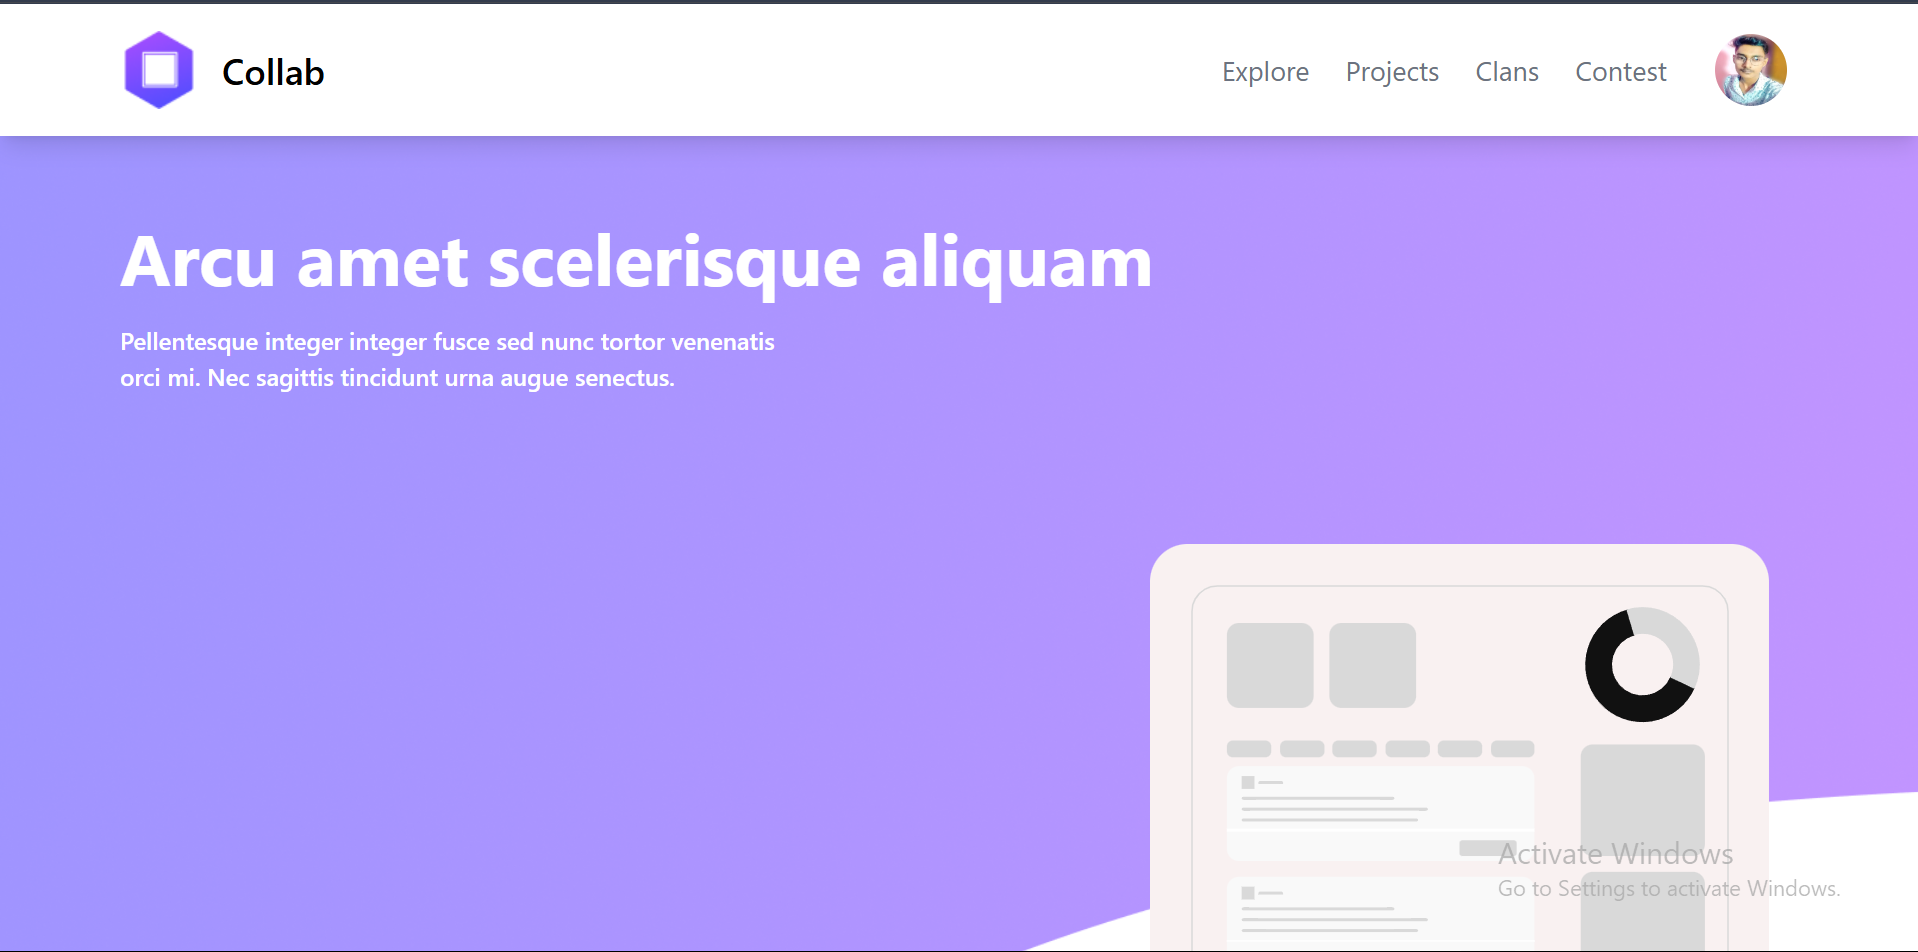 Collab
Explore
Projects
Clans
Contest
Arcu amet scelerisque aliquam
Pellentesque integer integer fusce sed nunc tortor venenatis
orci mi. Nec sagittis tincidunt urna augue senectus.
Activate Windows
Go to Settings to activate Windows.